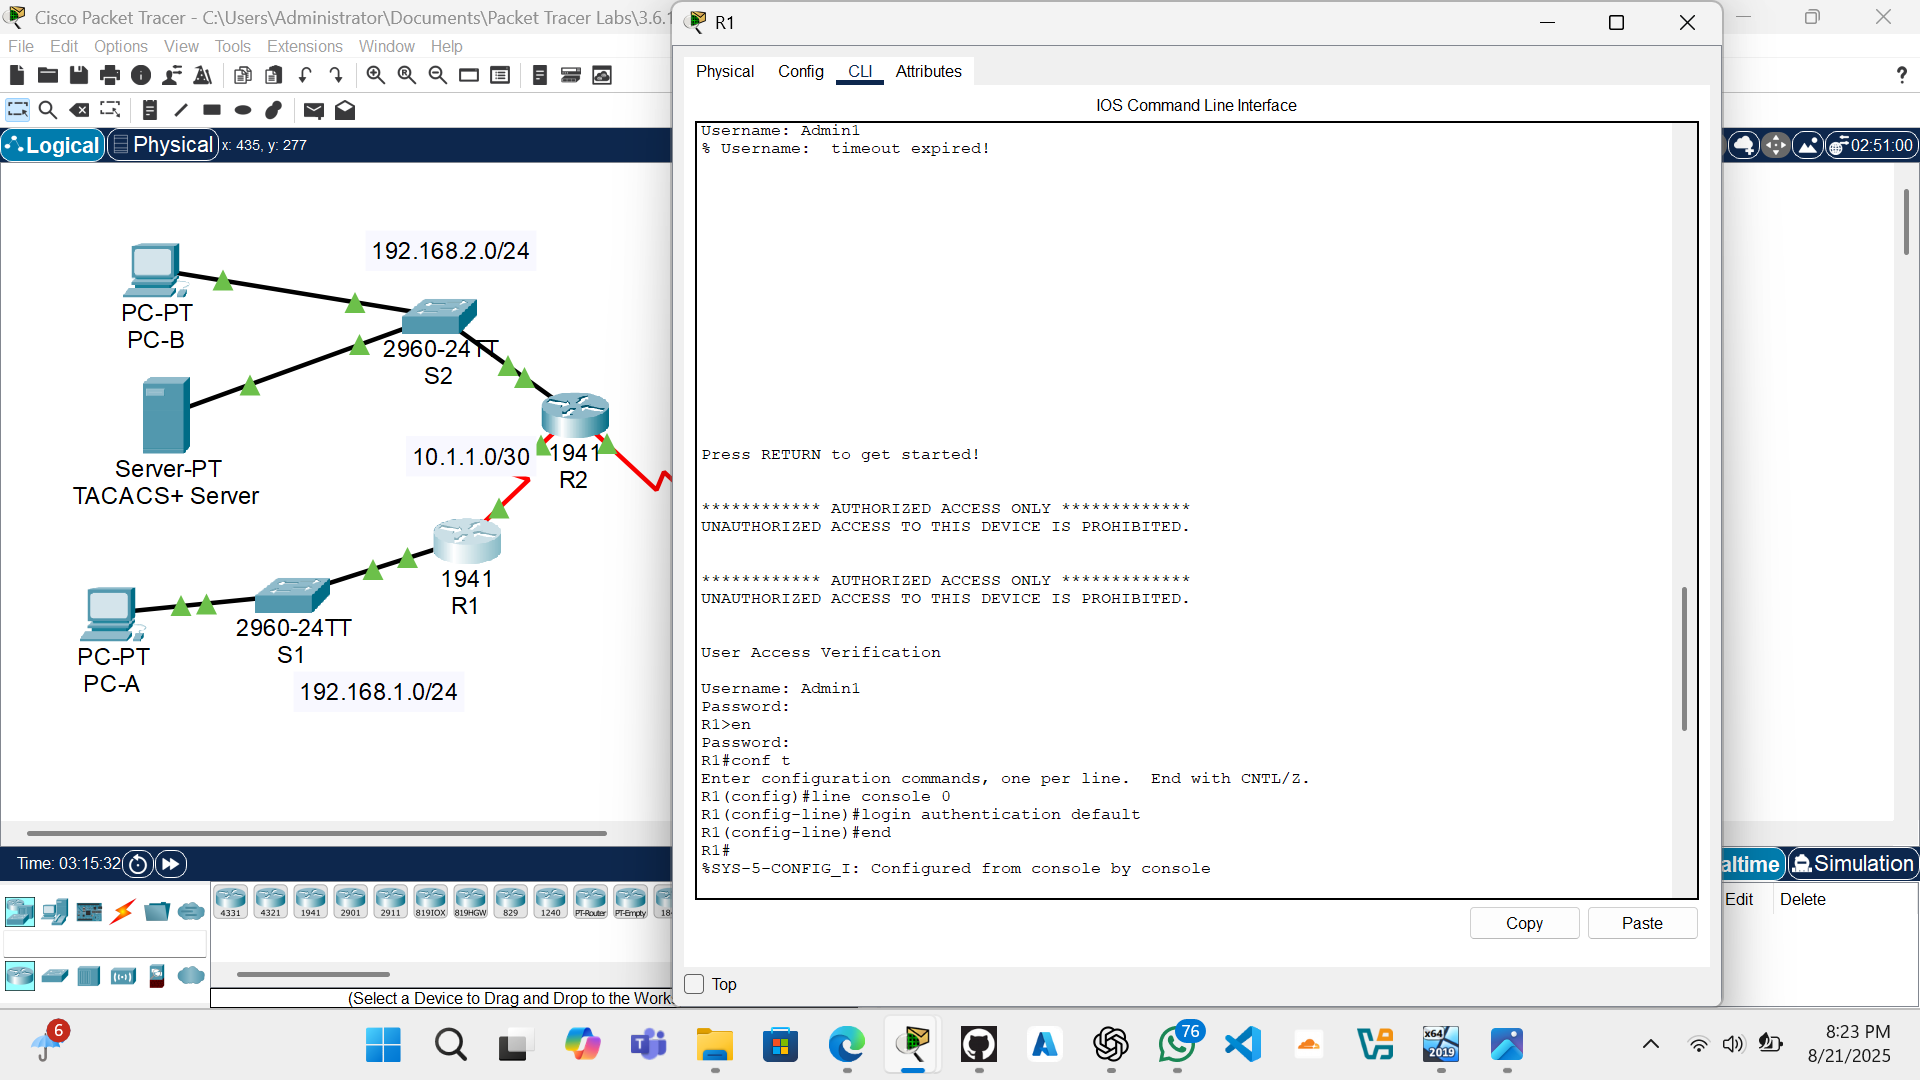 Cisco Packet Tracer - C:\Users\Administrator\Documents\Packet Tracer Labs\3.6.1
File Edit Options View Tools Extensions Window Help
?
Logical Physical x: 435, y: 277
02:51:00
192.168.2.0/24
PC-PT
PC-B
2960-24TT
S2
Server-PT
TACACS+ Server
10.1.1.0/30
1941
R2
1941
R1
2960-24TT
S1
PC-PT
PC-A
192.168.1.0/24
Time: 03:15:32
altime Simulation
4331 4321 1941 2901 2911 819IOX 819HGW 829 1240 PT-Router PT-Empty 18
(Select a Device to Drag and Drop to the Work
Edit Delete
R1
Physical Config CLI Attributes
IOS Command Line Interface
Username: Admin1
% Username:  timeout expired!
Press RETURN to get started!
************ AUTHORIZED ACCESS ONLY *************
UNAUTHORIZED ACCESS TO THIS DEVICE IS PROHIBITED.
************ AUTHORIZED ACCESS ONLY *************
UNAUTHORIZED ACCESS TO THIS DEVICE IS PROHIBITED.
User Access Verification
Username: Admin1
Password:
R1>en
Password:
R1#conf t
Enter configuration commands, one per line.  End with CNTL/Z.
R1(config)#line console 0
R1(config-line)#login authentication default
R1(config-line)#end
R1#
%SYS-5-CONFIG_I: Configured from console by console
Copy Paste
Top
6
76
x64
2019
8:23 PM
8/21/2025